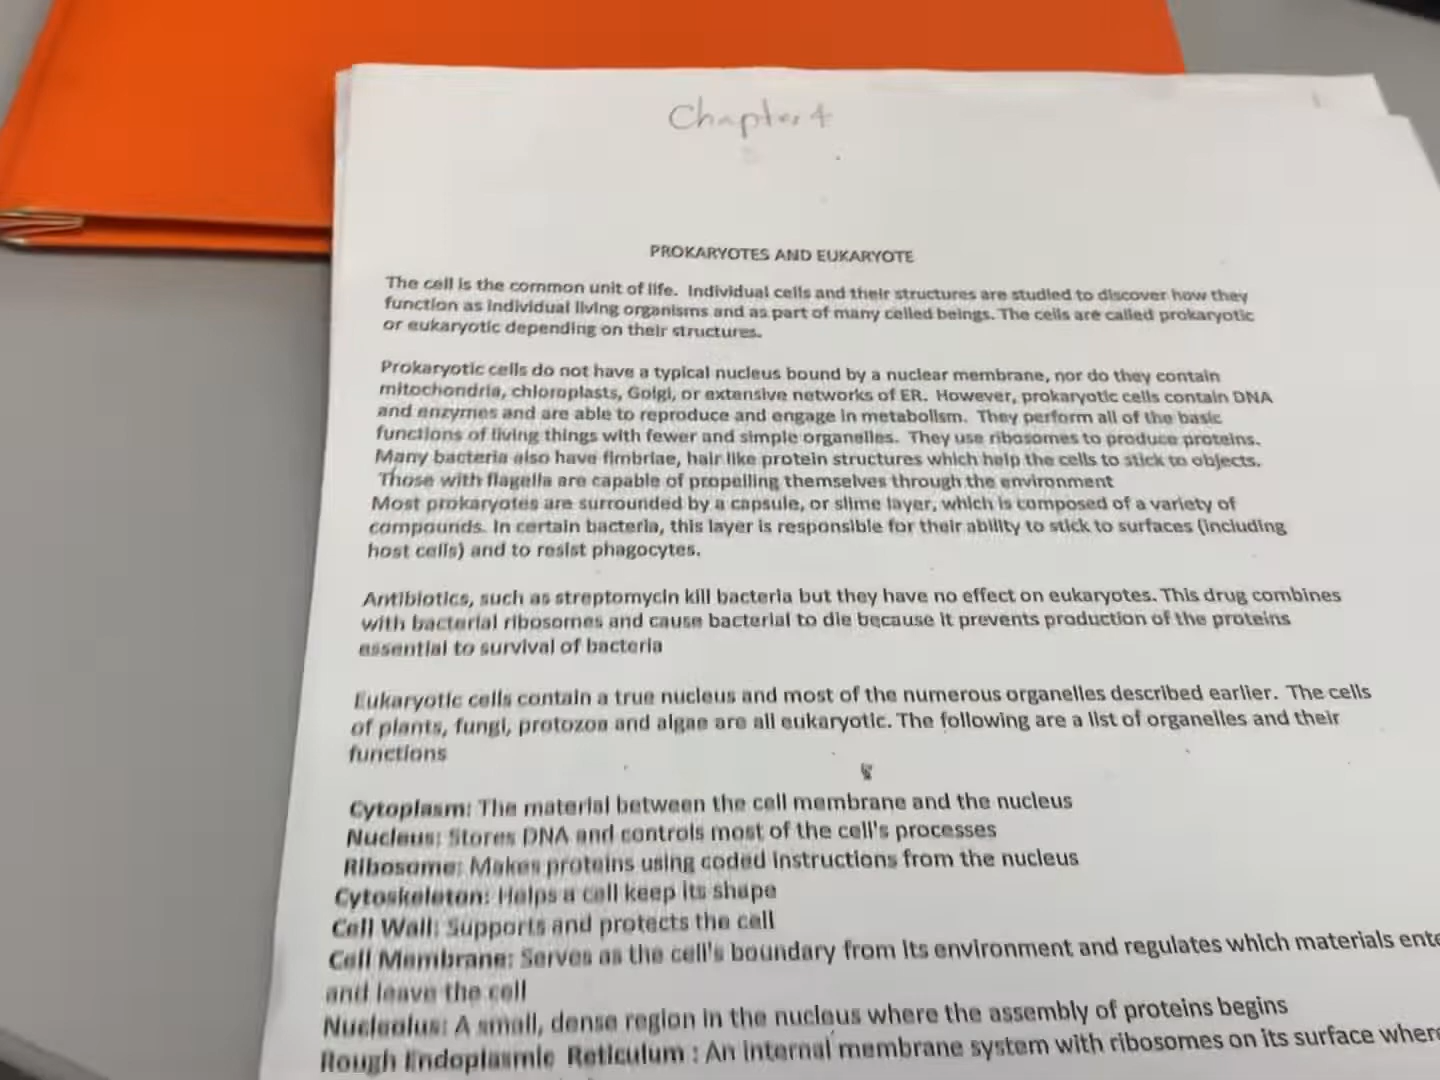 Chapter 4
PROKARYOTES AND EUKARYOTE
The cell is the common unit of life. Individual cells and their structures are studied to discover how they
function as individual living organisms and as part of many celled beings. The cells are called prokaryotic
or eukaryotic depending on their structures.
Prokaryotic cells do not have a typical nucleus bound by a nuclear membrane, nor do they contain
mitochondria, chloroplasts, Golgi, or extensive networks of ER. However, prokaryotic cells contain DNA
and enzymes and are able to reproduce and engage in metabolism. They perform all of the basic
functions of living things with fewer and simple organelles. They use ribosomes to produce proteins.
Many bacteria also have fimbriae, hair like protein structures which help the cells to stick to objects.
Those with flagella are capable of propelling themselves through the environment
Most prokaryotes are surrounded by a capsule, or slime layer, which is composed of a variety of
compounds. In certain bacteria, this layer is responsible for their ability to stick to surfaces (including
host cells) and to resist phagocytes.
Antibiotics, such as streptomycin kill bacteria but they have no effect on eukaryotes. This drug combines
with bacterial ribosomes and cause bacterial to die because it prevents production of the proteins
essential to survival of bacteria
Eukaryotic cells contain a true nucleus and most of the numerous organelles described earlier. The cells
of plants, fungi, protozoa and algae are all eukaryotic. The following are a list of organelles and their
functions
Cytoplasm: The material between the cell membrane and the nucleus
Nucleus: Stores DNA and controls most of the cell's processes
Ribosome: Makes proteins using coded instructions from the nucleus
Cytoskeleton: Helps a cell keep its shape
Cell Wall: Supports and protects the cell
Cell Membrane: Serves as the cell's boundary from its environment and regulates which materials ente
and leave the cell
Nucleolus: A small, dense region in the nucleus where the assembly of proteins begins
Rough Endoplasmic Reticulum : An internal membrane system with ribosomes on its surface where